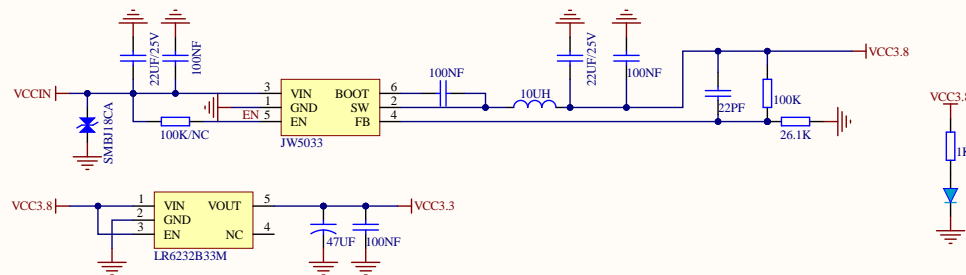 22UF/25V
100NF
22UF/25V
100NF
VCC3.8
VCCIN
SMBJ18CA
100K/NC
3 VIN BOOT 6
1 GND SW 2
EN 5 EN FB 4
JW5033
100NF
10UH
22PF
100K
26.1K
VCC3.8
1K
VCC3.8
1 VIN VOUT 5
2 GND
3 EN NC 4
LR6232B33M
47UF
100NF
VCC3.3